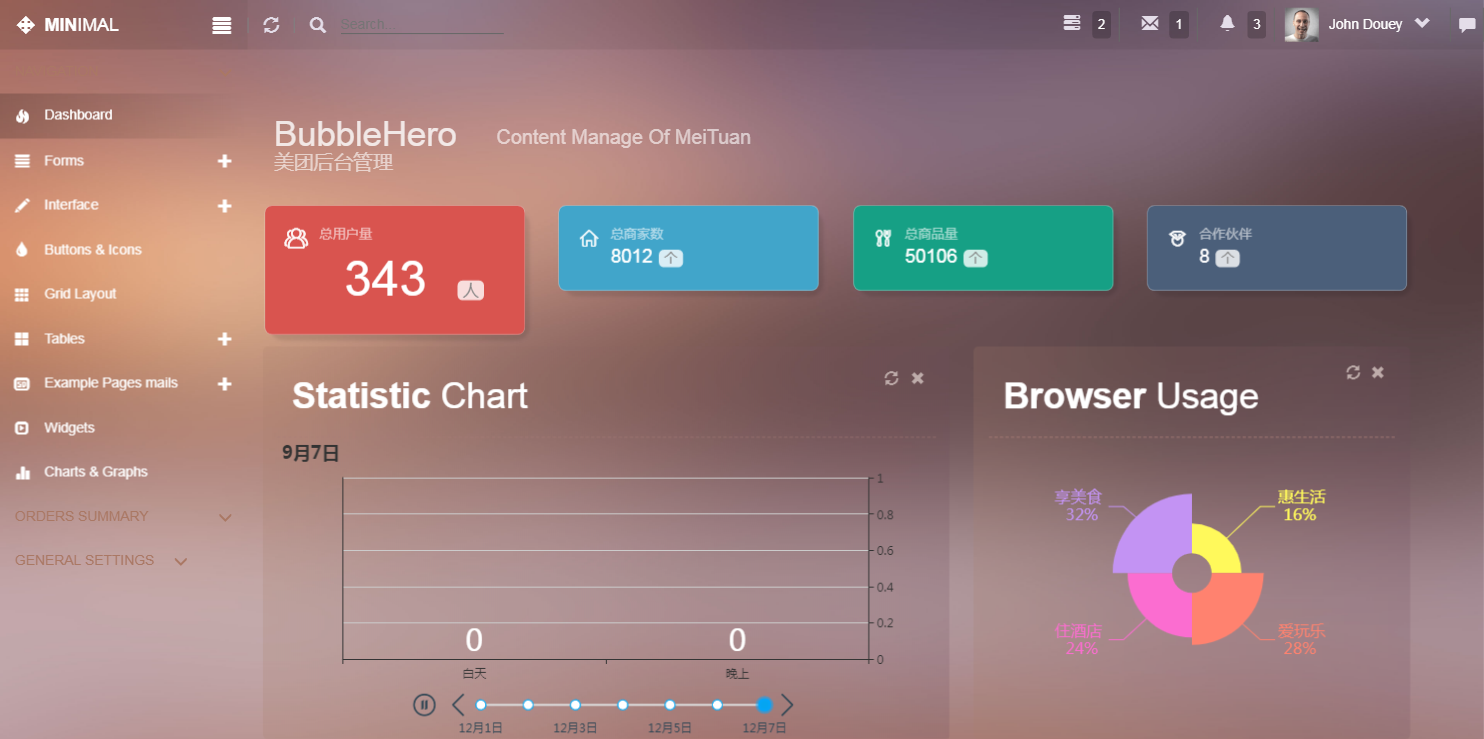 MINIMAL
Search...
2
1
3
John Douey
Dashboard
Forms
Interface
Buttons & Icons
Grid Layout
Tables
Example Pages mails
Widgets
Charts & Graphs
ORDERS SUMMARY
GENERAL SETTINGS
BubbleHero Content Manage Of MeiTuan
美团后台管理
总用户量
343 人
总商家数
8012 个
总商品量
50106 个
合作伙伴
8 个
Statistic Chart
9月7日
1
0.8
0.6
0.4
0.2
0
0
0
白天
晚上
12月1日
12月3日
12月5日
12月7日
Browser Usage
享美食
32%
惠生活
16%
住酒店
24%
爱玩乐
28%